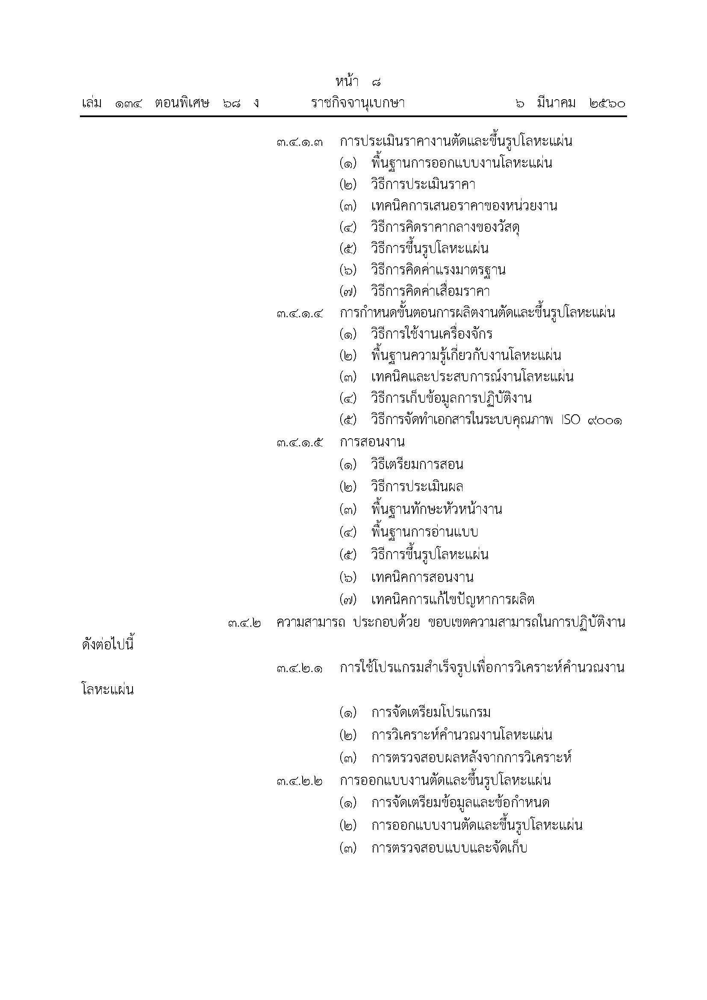 หน้า ๘
เล่ม ๑๓๔ ตอนพิเศษ ๖๘ ง ราชกิจจานุเบกษา ๖ มีนาคม ๒๕๖๐
๓.๔.๑.๓ การประเมินราคางานตัดและขึ้นรูปโลหะแผ่น
(๑) พื้นฐานการออกแบบงานโลหะแผ่น
(๒) วิธีการประเมินราคา
(๓) เทคนิคการเสนอราคาของหน่วยงาน
(๔) วิธีการคิดราคากลางของวัสดุ
(๕) วิธีการขึ้นรูปโลหะแผ่น
(๖) วิธีการคิดค่าแรงมาตรฐาน
(๗) วิธีการคิดค่าเสื่อมราคา
๓.๔.๑.๔ การกำหนดขั้นตอนการผลิตงานตัดและขึ้นรูปโลหะแผ่น
(๑) วิธีการใช้งานเครื่องจักร
(๒) พื้นฐานความรู้เกี่ยวกับงานโลหะแผ่น
(๓) เทคนิคและประสบการณ์งานโลหะแผ่น
(๔) วิธีการเก็บข้อมูลการปฏิบัติงาน
(๕) วิธีการจัดทำเอกสารในระบบคุณภาพ ISO ๙๐๐๑
๓.๔.๑.๕ การสอนงาน
(๑) วิธีเตรียมการสอน
(๒) วิธีการประเมินผล
(๓) พื้นฐานทักษะหัวหน้างาน
(๔) พื้นฐานการอ่านแบบ
(๕) วิธีการขึ้นรูปโลหะแผ่น
(๖) เทคนิคการสอนงาน
(๗) เทคนิคการแก้ไขปัญหาการผลิต
๓.๔.๒ ความสามารถ ประกอบด้วย ขอบเขตความสามารถในการปฏิบัติงาน
ดังต่อไปนี้
๓.๔.๒.๑ การใช้โปรแกรมสำเร็จรูปเพื่อการวิเคราะห์คำนวณงาน
โลหะแผ่น
(๑) การจัดเตรียมโปรแกรม
(๒) การวิเคราะห์คำนวณงานโลหะแผ่น
(๓) การตรวจสอบผลหลังจากการวิเคราะห์
๓.๔.๒.๒ การออกแบบงานตัดและขึ้นรูปโลหะแผ่น
(๑) การจัดเตรียมข้อมูลและข้อกำหนด
(๒) การออกแบบงานตัดและขึ้นรูปโลหะแผ่น
(๓) การตรวจสอบแบบและจัดเก็บ